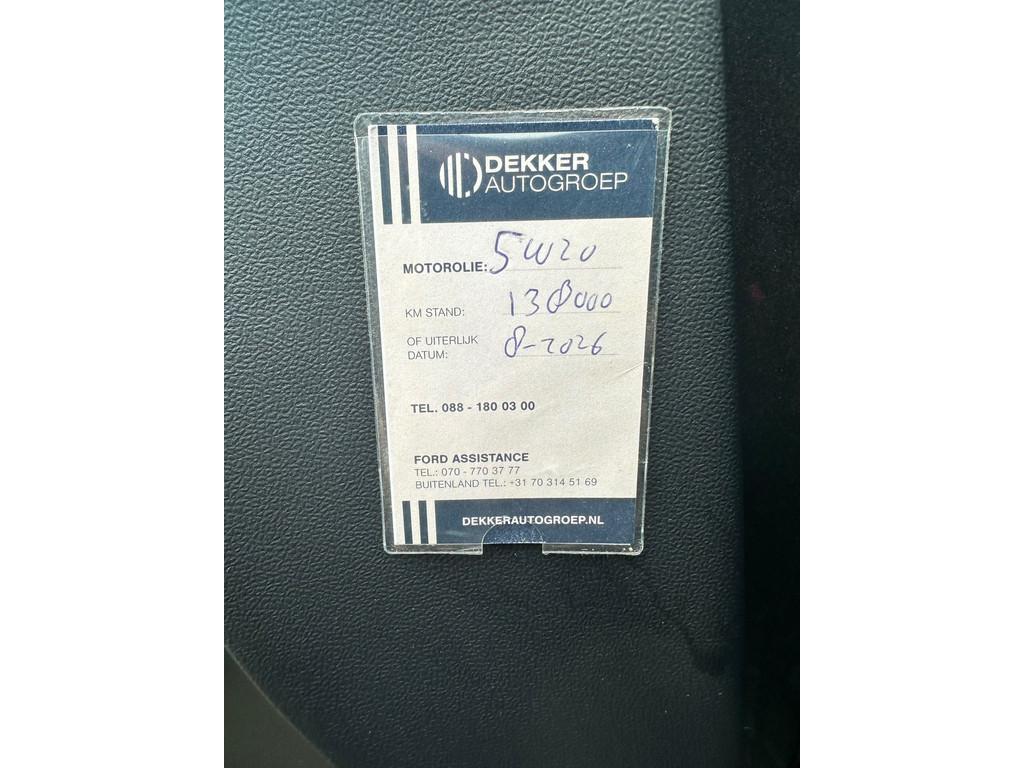 DEKKER
AUTOGROEP
MOTOROLIE: 5W20
KM STAND: 138000
OF UITERLIJK
DATUM: 8-2026
TEL. 088 - 180 03 00
FORD ASSISTANCE
TEL.: 070 - 770 37 77
BUITENLAND TEL.: +31 70 314 51 69
DEKKERAUTOGROEP.NL